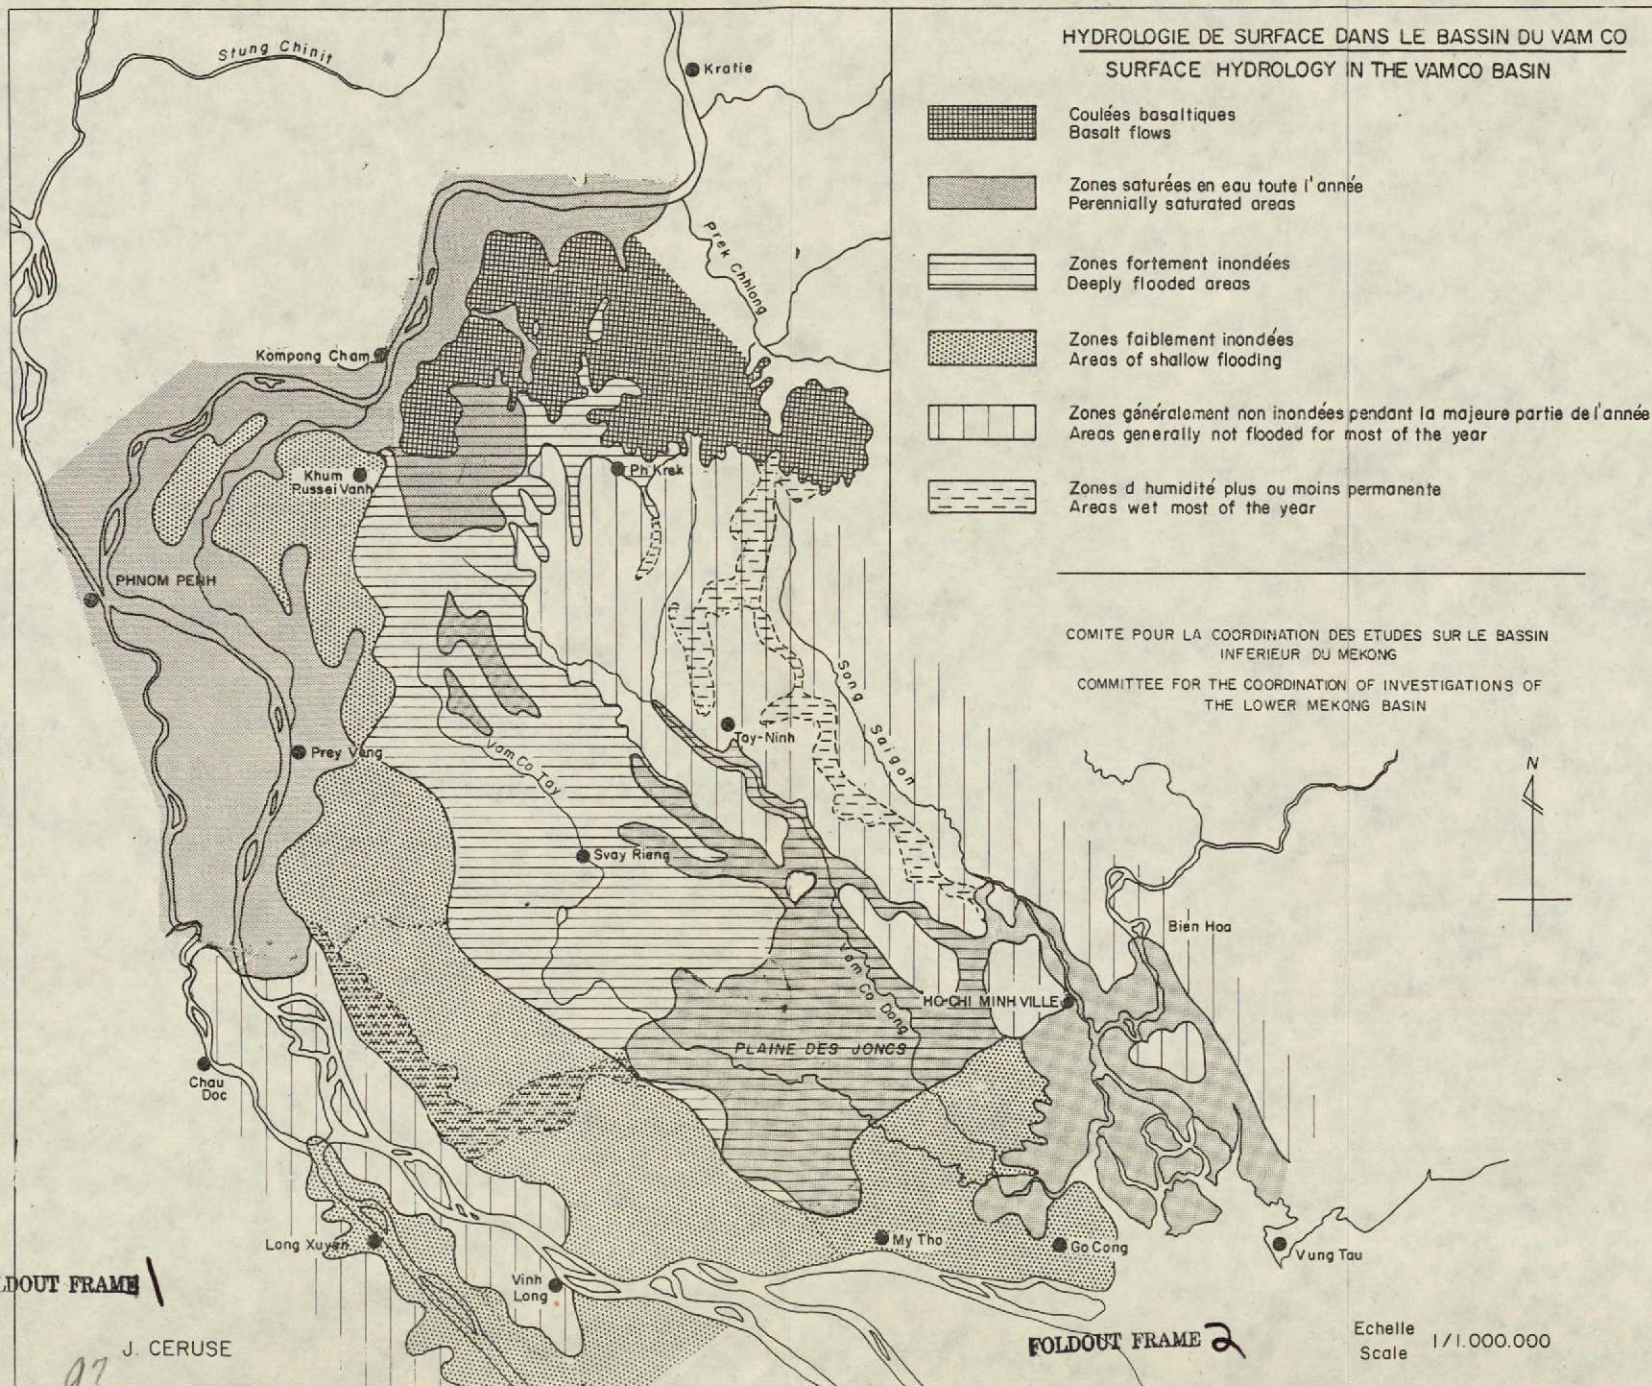 HYDROLOGIE DE SURFACE DANS LE BASSIN DU VAM CO
SURFACE HYDROLOGY IN THE VAMCO BASIN
Coulées basaltiques
Basalt flows
Zones saturées en eau toute l'année
Perennially saturated areas
Zones fortement inondées
Deeply flooded areas
Zones faiblement inondées
Areas of shallow flooding
Zones généralement non inondées pendant la majeure partie de l'année
Areas generally not flooded for most of the year
Zones d humidité plus ou moins permanente
Areas wet most of the year
COMITE POUR LA COORDINATION DES ETUDES SUR LE BASSIN
INFERIEUR DU MEKONG
COMMITTEE FOR THE COORDINATION OF INVESTIGATIONS OF
THE LOWER MEKONG BASIN
N
Stung Chinit
Kratie
Prek Chhlong
Kompong Cham
Khum
Russei Vanh
Ph Krek
PHNOM PENH
Prey Veng
Vam Co Tay
Tay-Ninh
Song Saigon
Svay Rieng
Vam Co Dong
Bien Hoa
HO CHI MINH VILLE
PLAINE DES JONCS
Chau
Doc
Long Xuyen
Vinh
Long
My Tho
Go Cong
Vung Tau
LDOUT FRAME 1
J. CERUSE
97
FOLDOUT FRAME 2
Echelle
Scale
1/1.000.000